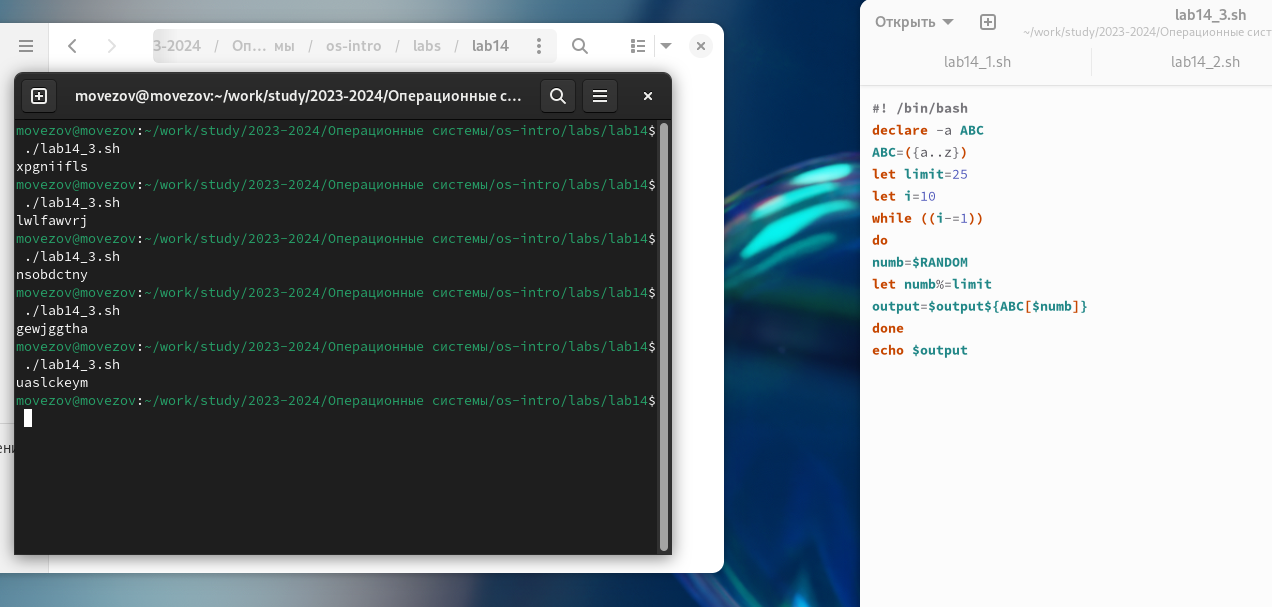 3-2024 / Оп… мы / os-intro / labs / lab14
movezov@movezov:~/work/study/2023-2024/Операционные с…
movezov@movezov:~/work/study/2023-2024/Операционные системы/os-intro/labs/lab14$
./lab14_3.sh
xpgniifls
movezov@movezov:~/work/study/2023-2024/Операционные системы/os-intro/labs/lab14$
./lab14_3.sh
lwlfawvrj
movezov@movezov:~/work/study/2023-2024/Операционные системы/os-intro/labs/lab14$
./lab14_3.sh
nsobdctny
movezov@movezov:~/work/study/2023-2024/Операционные системы/os-intro/labs/lab14$
./lab14_3.sh
gewjggtha
movezov@movezov:~/work/study/2023-2024/Операционные системы/os-intro/labs/lab14$
./lab14_3.sh
uaslckeym
movezov@movezov:~/work/study/2023-2024/Операционные системы/os-intro/labs/lab14$
Открыть
lab14_3.sh
~/work/study/2023-2024/Операционные сист
lab14_1.sh
lab14_2.sh
#! /bin/bash
declare -a ABC
ABC=({a..z})
let limit=25
let i=10
while ((i-=1))
do
numb=$RANDOM
let numb%=limit
output=$output${ABC[$numb]}
done
echo $output